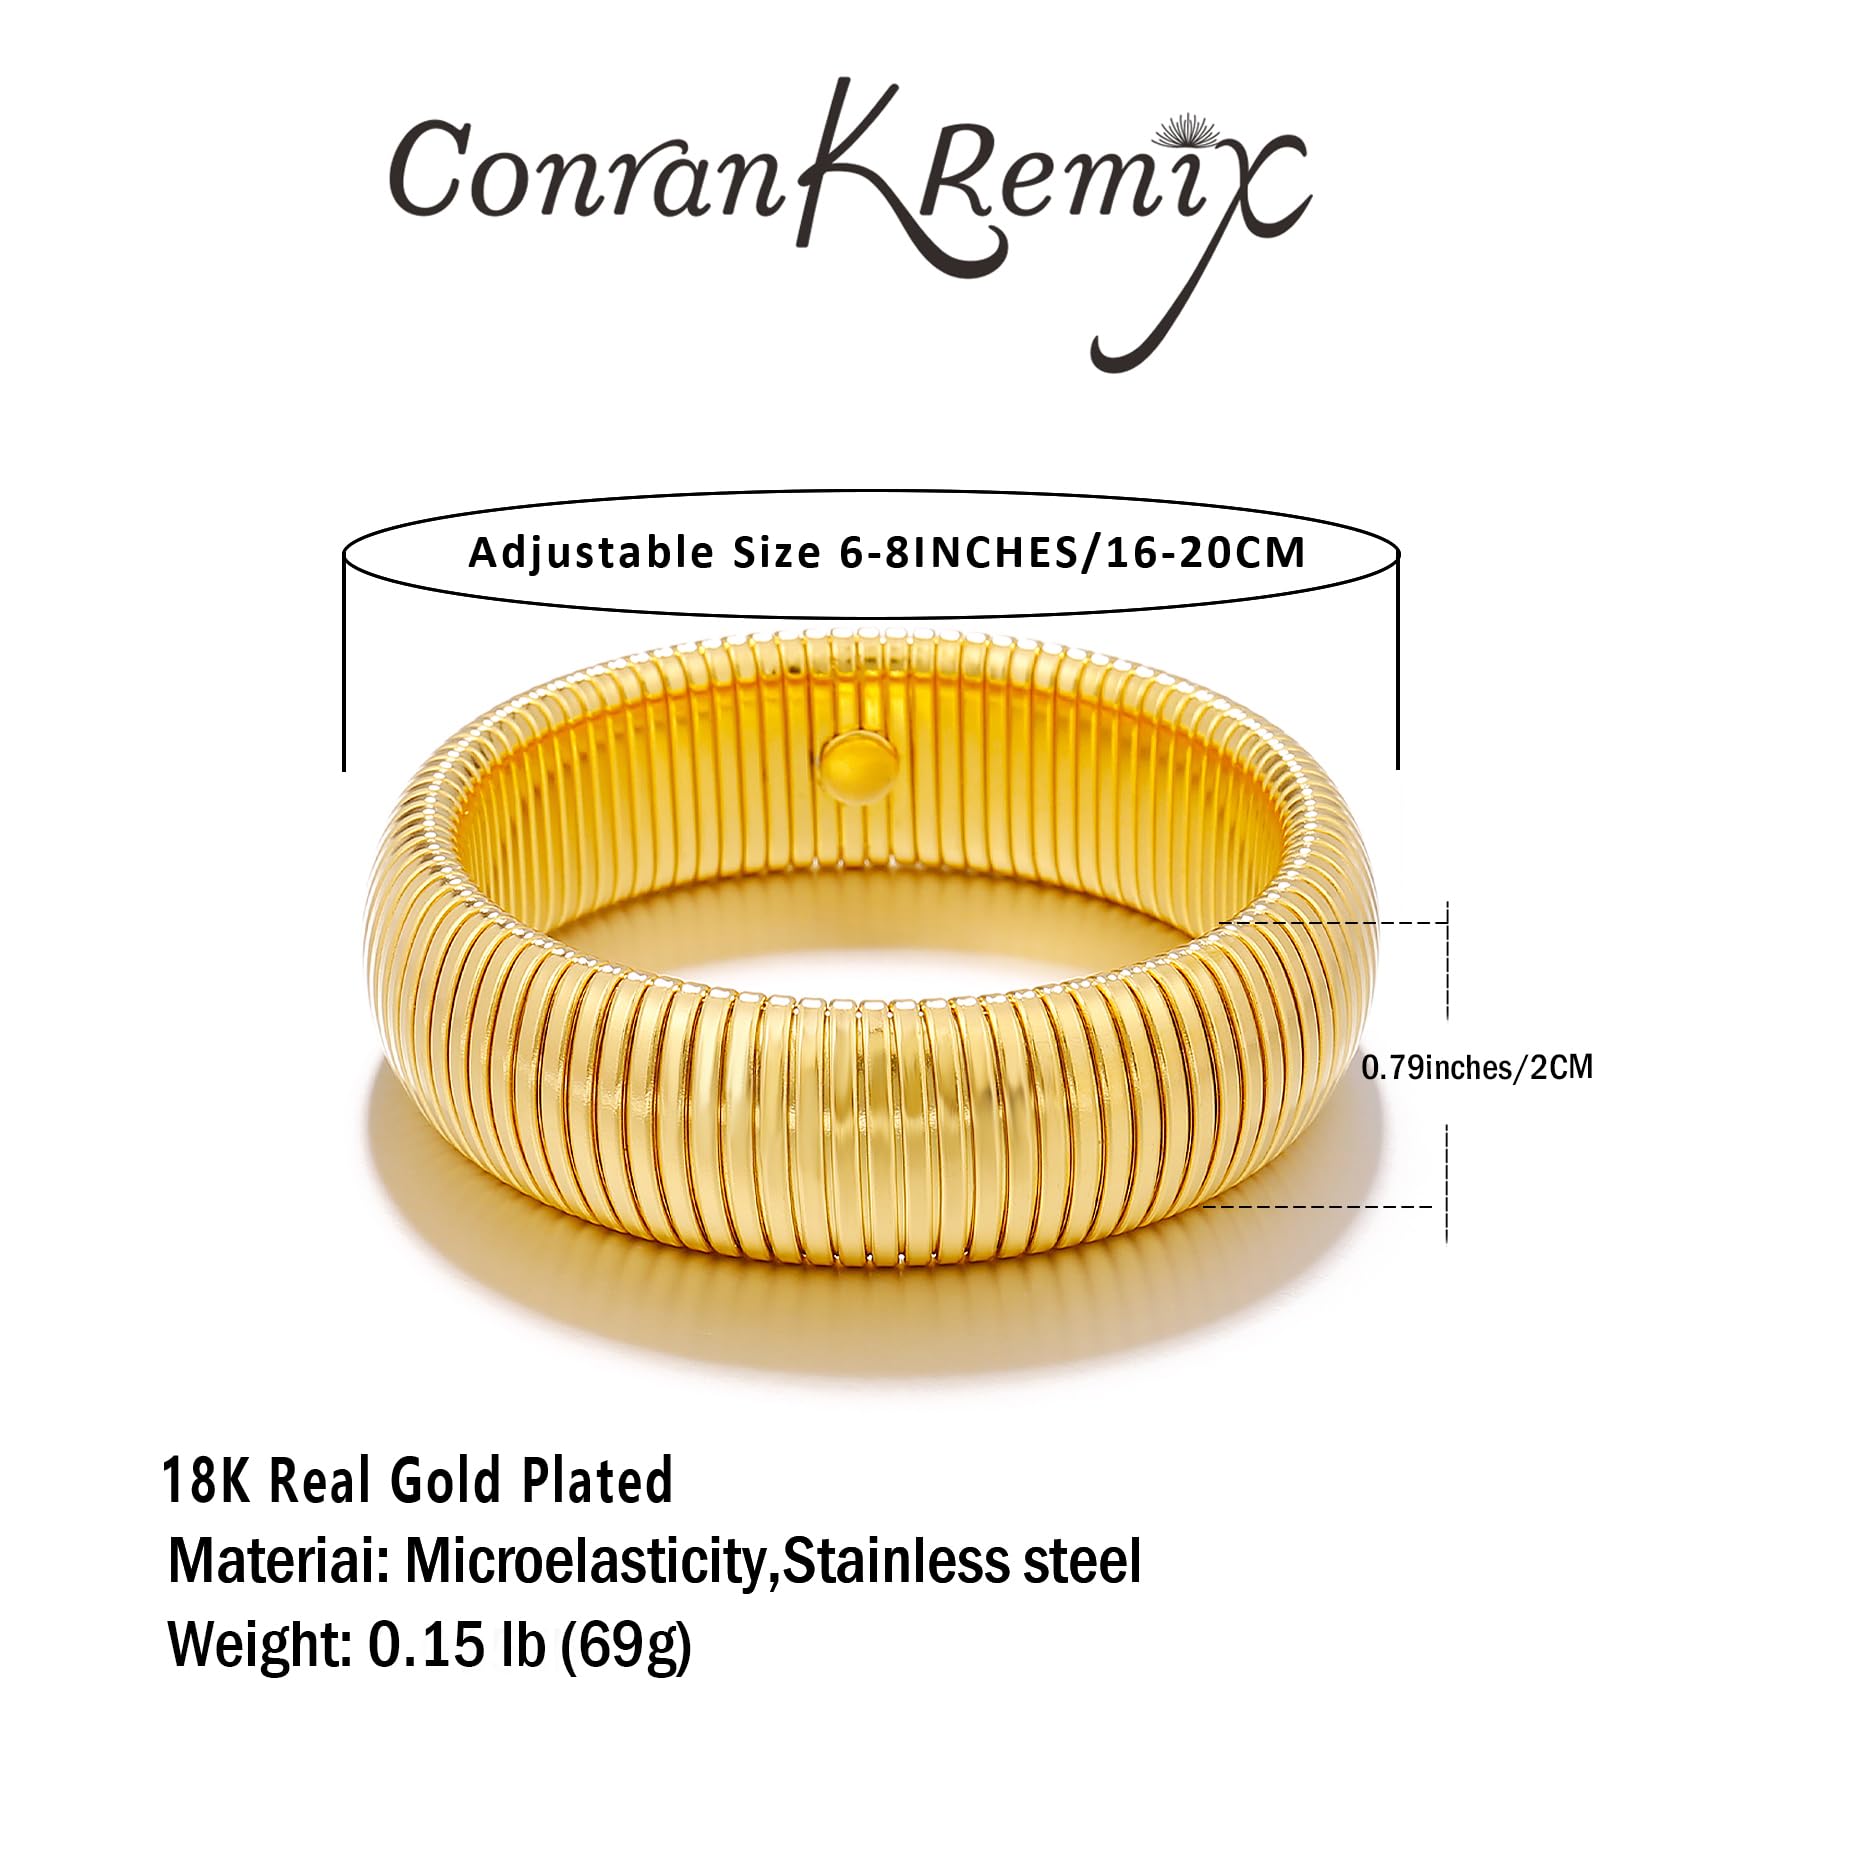 ConranKRemix
Adjustable Size 6-8INCHES/16-20CM
0.79inches/2CM
18K Real Gold Plated
Materiai: Microelasticity,Stainless steel
Weight: 0.15 lb (69g)